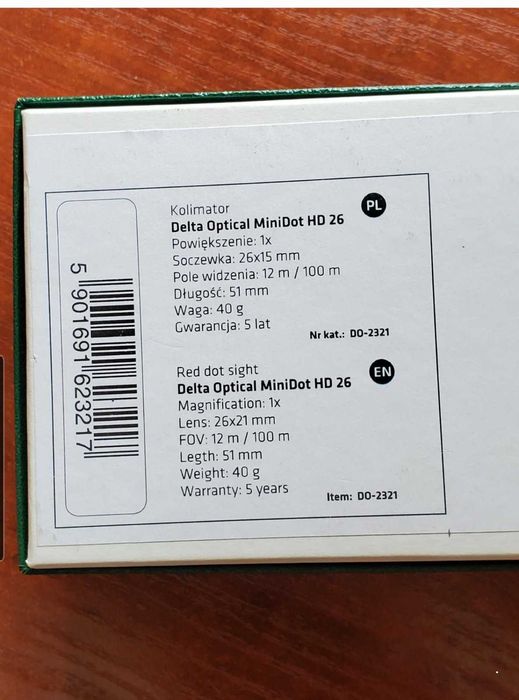 Kolimator
PL
Delta Optical MiniDot HD 26
Powiększenie: 1x
Soczewka: 26x15 mm
Pole widzenia: 12 m / 100 m
Długość: 51 mm
Waga: 40 g
Gwarancja: 5 lat
Nr kat.: DO-2321
Red dot sight
EN
Delta Optical MiniDot HD 26
Magnification: 1x
Lens: 26x21 mm
FOV: 12 m / 100 m
Legth: 51 mm
Weight: 40 g
Warranty: 5 years
Item: DO-2321
5 901691 623217